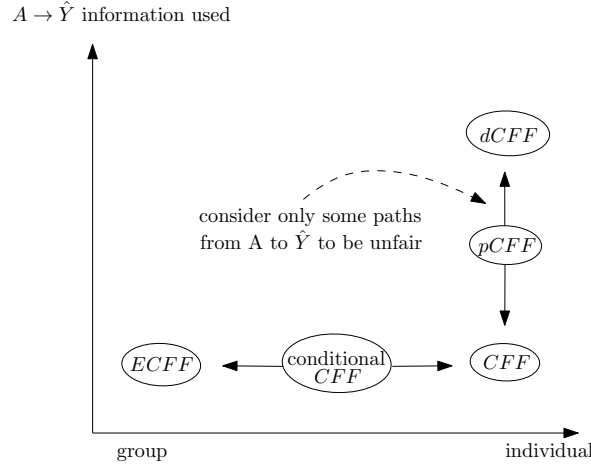 A → Ŷ information used
dCFF
consider only some paths
from A to Ŷ to be unfair
pCFF
ECFF
conditional
CFF
CFF
group
individual